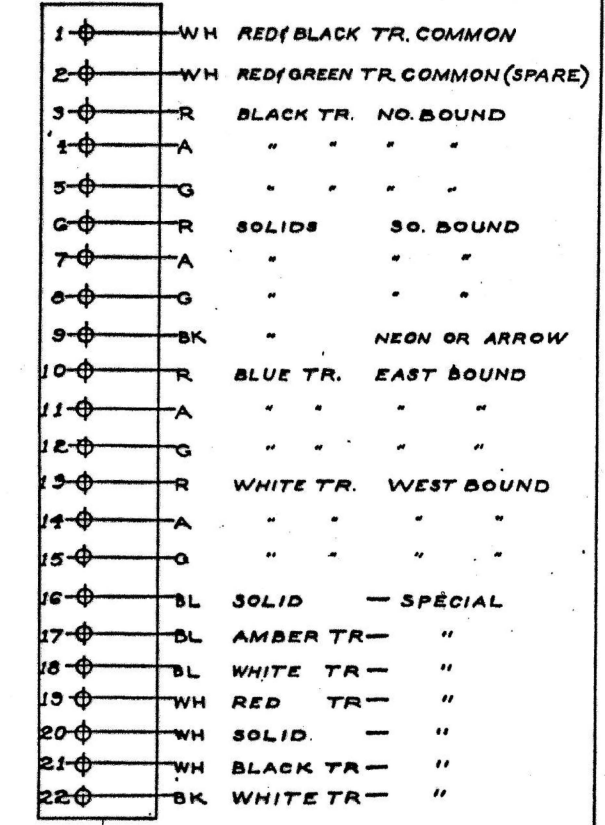 1 WH RED & BLACK TR. COMMON
2 WH RED & GREEN TR. COMMON (SPARE)
3 R BLACK TR. NO. BOUND
4 A " " " "
5 G " " " "
6 R SOLIDS SO. BOUND
7 A " " "
8 G " " "
9 BK " NEON OR ARROW
10 R BLUE TR. EAST BOUND
11 A " " " "
12 G " " " "
13 R WHITE TR. WEST BOUND
14 A " " " "
15 G " " " "
16 BL SOLID — SPECIAL
17 BL AMBER TR — "
18 BL WHITE TR — "
19 WH RED TR — "
20 WH SOLID. — "
21 WH BLACK TR — "
22 BK WHITE TR — "